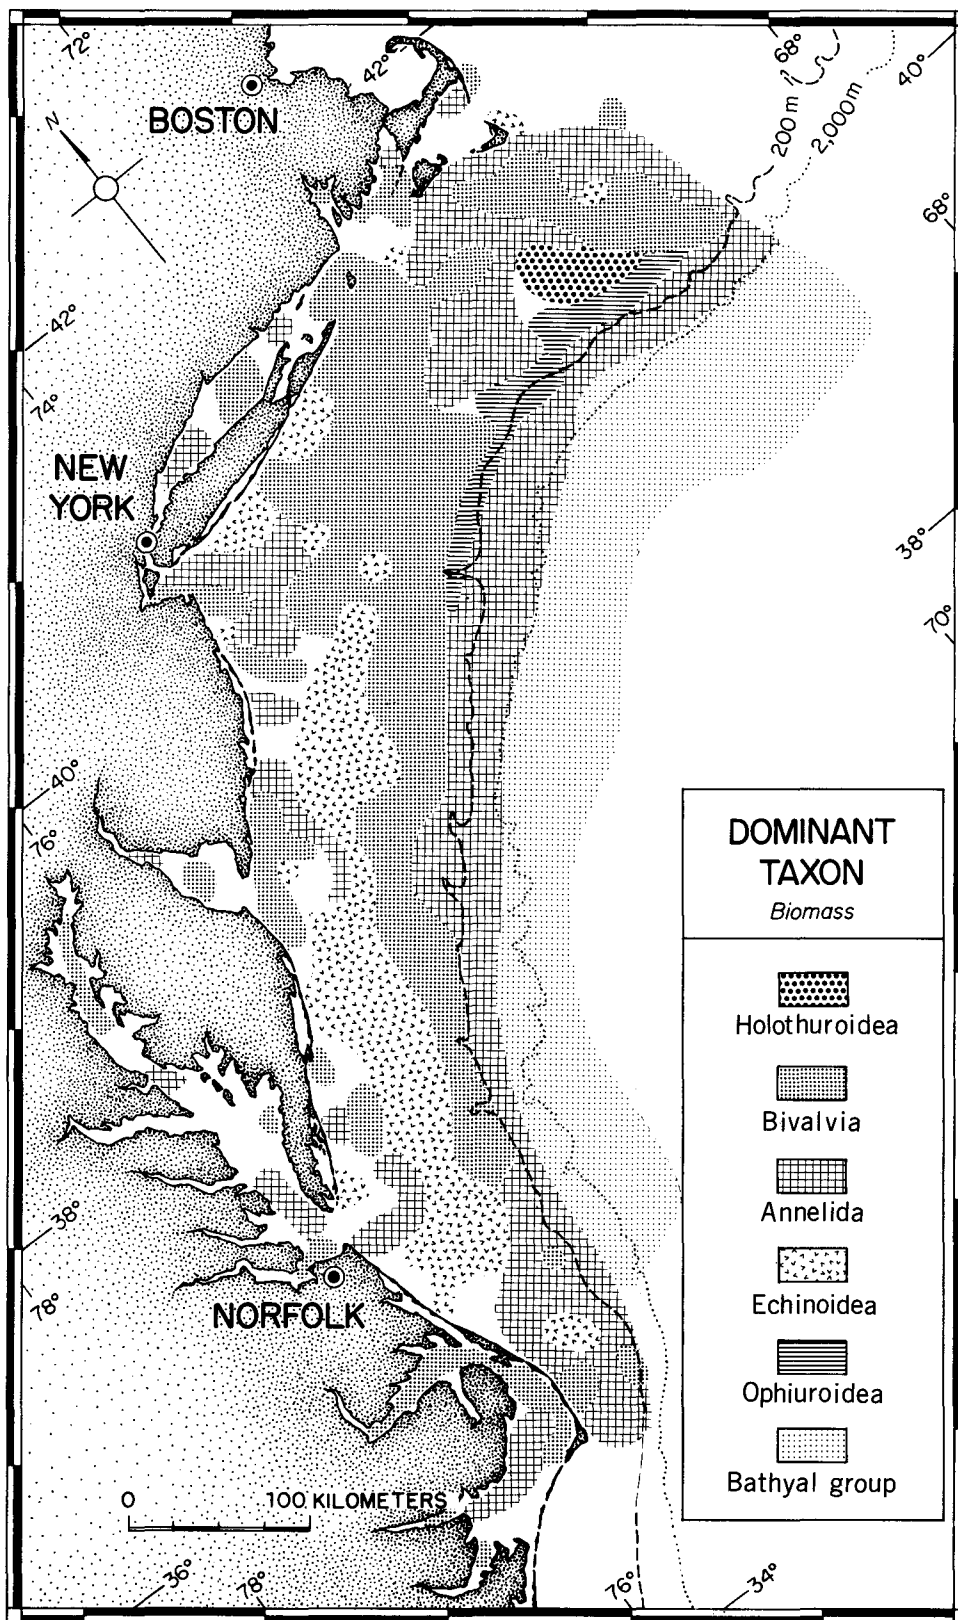 72°
42°
68°
40°
200 m
2,000m
N
BOSTON
68°
42°
74°
NEW
YORK
38°
70°
40°
76°
DOMINANT
TAXON
Biomass
Holothuroidea
Bivalvia
Annelida
Echinoidea
Ophiuroidea
Bathyal group
38°
78°
NORFOLK
0 100 KILOMETERS
36°
78°
76°
34°